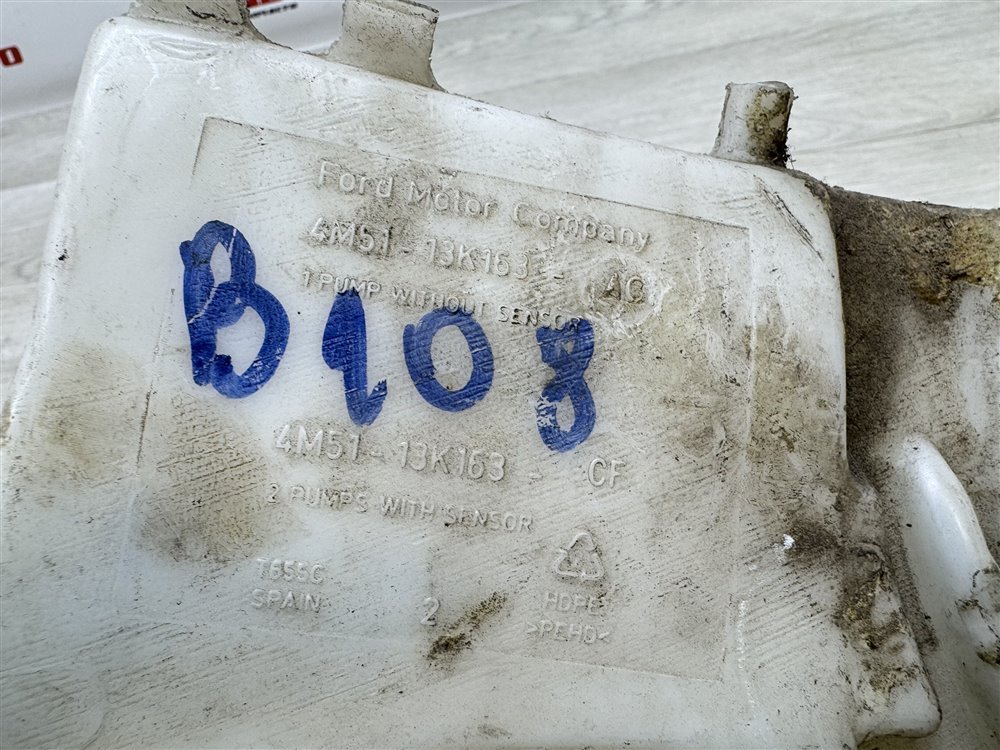 Ford Motor Company
4M51 - 13K163 - AG
1 PUMP WITHOUT SENSOR
B108
4M51 - 13K163 - CF
2 PUMPS WITH SENSOR
SPAIN
2
HDPE
>PEHD<